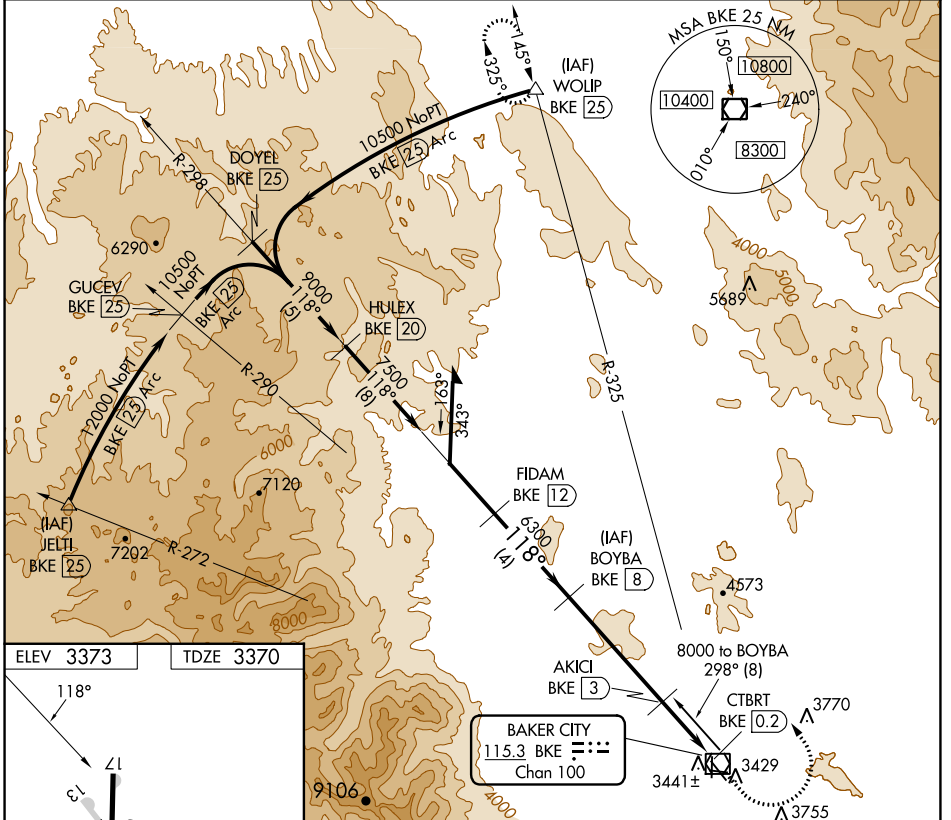 MSA BKE 25 NM
150°
10800
10400
240°
010°
8300
145°
325°
(IAF)
WOLIP
BKE 25
10500 NoPT
BKE 25 Arc
R-298
DOYEL
BKE 25
6290
GUCEV
BKE 25
10500
NoPT
BKE 25
Arc
9000
118°
(5)
HULEX
BKE 20
4000
5000
5689
12000 NoPT
BKE 25 Arc
R-290
7500
118°
(8)
163°
343°
R-325
6000
7120
(IAF)
JELTI
BKE 25
7202
R-272
8000
FIDAM
BKE 12
6300
118°
(4)
(IAF)
BOYBA
BKE 8
4573
8000 to BOYBA
298° (8)
AKICI
BKE 3
CTBRT
BKE 0.2
3770
BAKER CITY
115.3 BKE
Chan 100
3441±
3429
3755
9106
4000
ELEV 3373
TDZE 3370
118°
17
13